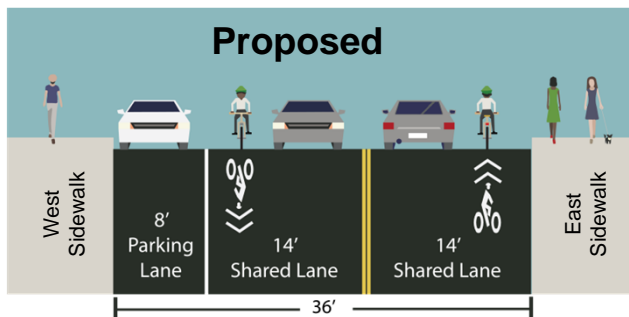 Proposed
West
Sidewalk
8’
Parking
Lane
14’
Shared Lane
14’
Shared Lane
East
Sidewalk
36’